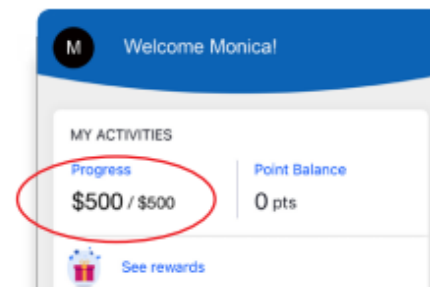 M
Welcome Monica!
MY ACTIVITIES
Progress
Point Balance
$500 / $500
0 pts
See rewards